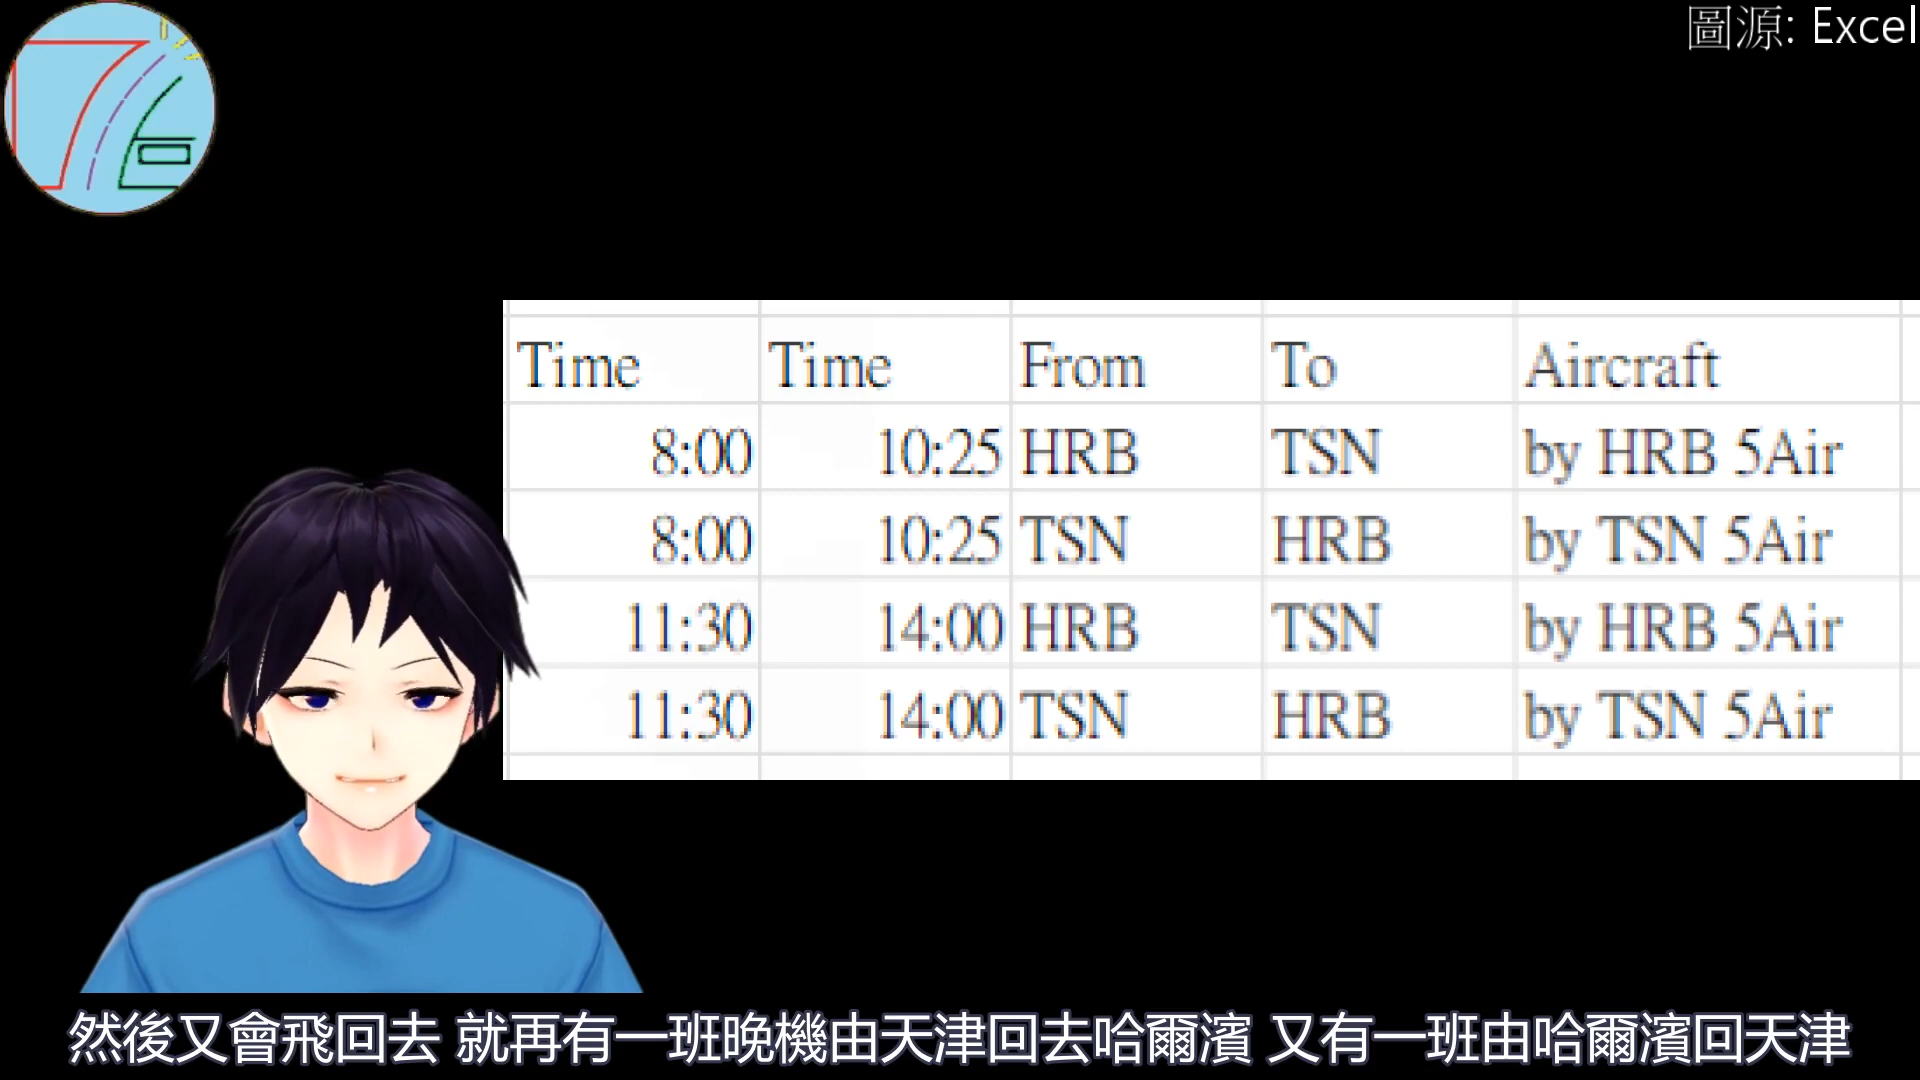 圖源: Excel
Time Time From To Aircraft
8:00 10:25 HRB TSN by HRB 5Air
8:00 10:25 TSN HRB by TSN 5Air
11:30 14:00 HRB TSN by HRB 5Air
11:30 14:00 TSN HRB by TSN 5Air
然後又會飛回去 就再有一班晚機由天津回去哈爾濱 又有一班由哈爾濱回天津